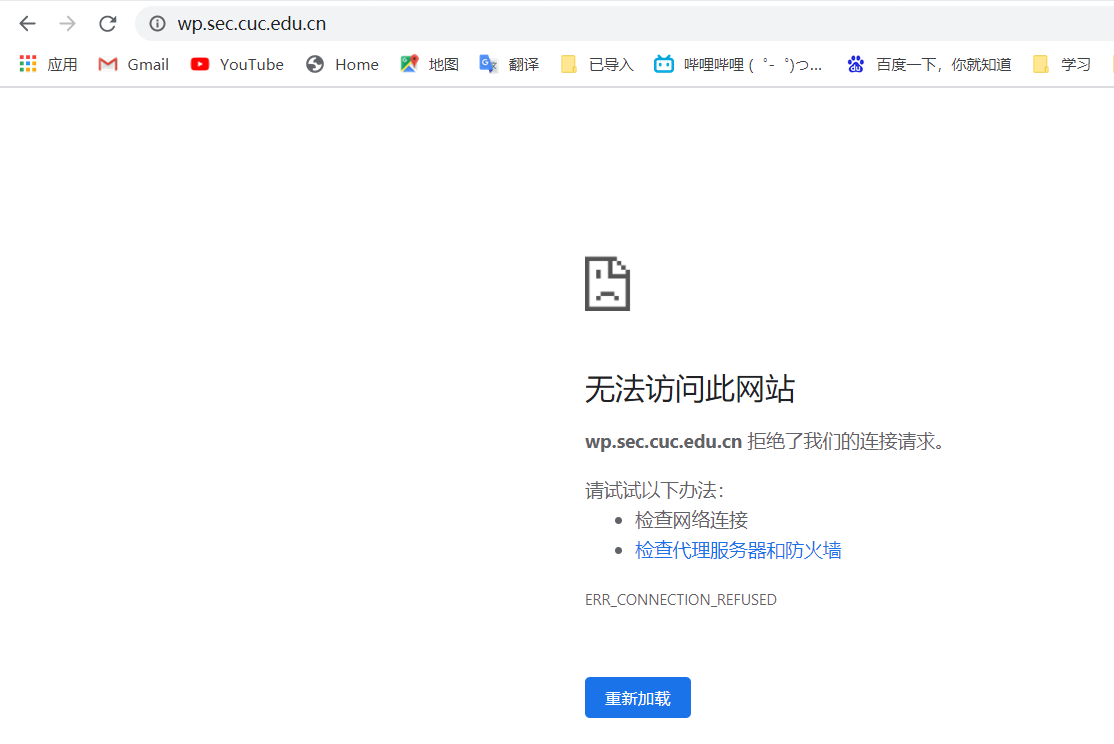 wp.sec.cuc.edu.cn
应用 Gmail YouTube Home 地图 翻译 已导入 哔哩哔哩 ( ゜- ゜)つ... 百度一下，你就知道 学习
无法访问此网站
wp.sec.cuc.edu.cn 拒绝了我们的连接请求。
请试试以下办法：
检查网络连接
检查代理服务器和防火墙
ERR_CONNECTION_REFUSED
重新加载